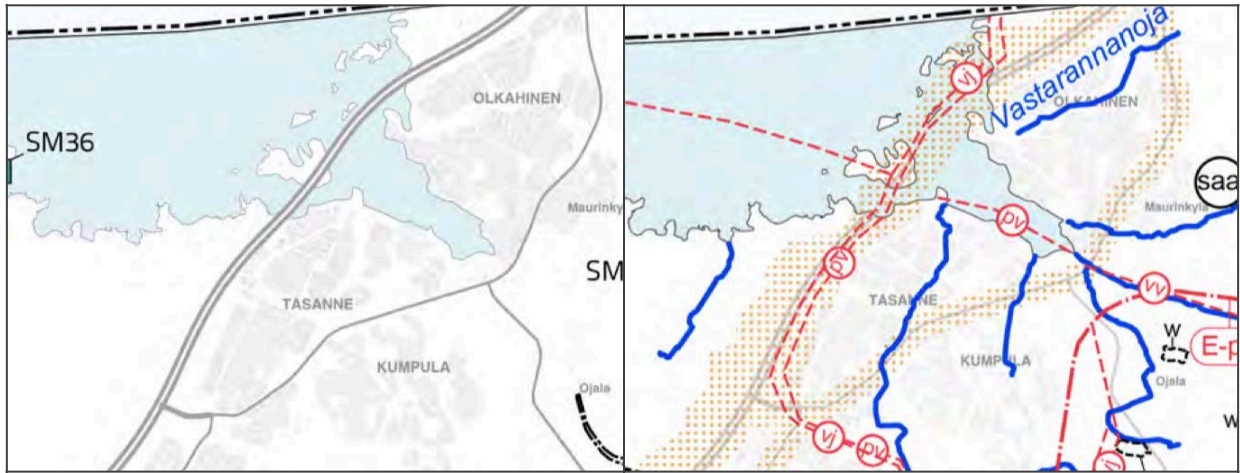 OLKAHINEN
SM36
Maurinky
SM
TASANNE
KUMPULA
Ojala
vj
Vastarannanoja
OLKAHINEN
saa
Maurinkylä
pv
pv
vv
TASANNE
W
E-p
KUMPULA
Ojala
W
vj
pv